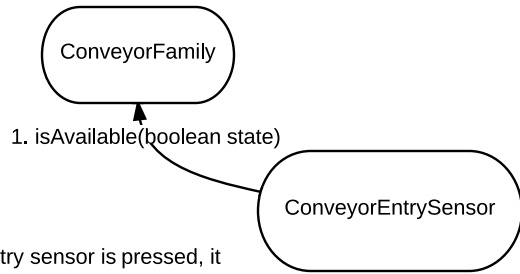 ConveyorFamily
1. isAvailable(boolean state)
ConveyorEntrySensor
try sensor is pressed, it